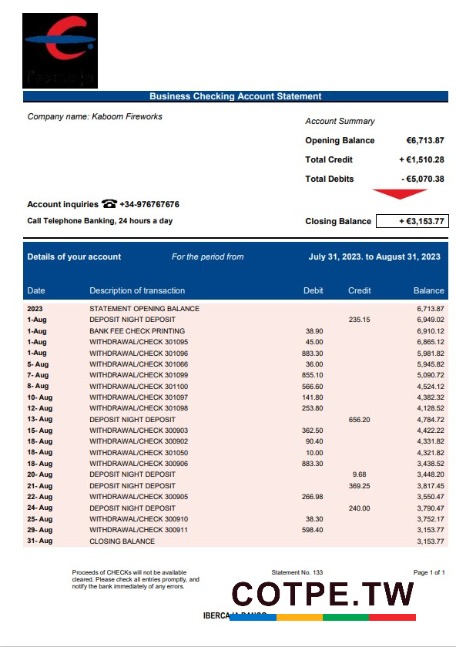 Business Checking Account Statement
Company name: Kaboom Fireworks
Account Summary
Opening Balance €6,713.87
Total Credit + €1,510.28
Total Debits - €5,070.38
Account inquiries ☎ +34-976767676
Call Telephone Banking, 24 hours a day
Closing Balance + €3,153.77
Details of your account For the period from July 31, 2023. to August 31, 2023
Date Description of transaction Debit Credit Balance
2023 STATEMENT OPENING BALANCE 6,713.87
1-Aug DEPOSIT NIGHT DEPOSIT 235.15 6,949.02
1-Aug BANK FEE CHECK PRINTING 38.90 6,910.12
1-Aug WITHDRAWAL/CHECK 301095 45.00 6,865.12
1-Aug WITHDRAWAL/CHECK 301096 883.30 5,981.82
5- Aug WITHDRAWAL/CHECK 301066 36.00 5,945.82
7- Aug WITHDRAWAL/CHECK 301099 855.10 5,090.72
8- Aug WITHDRAWAL/CHECK 301100 566.60 4,524.12
10- Aug WITHDRAWAL/CHECK 301097 141.80 4,382.32
12- Aug WITHDRAWAL/CHECK 301098 253.80 4,128.52
13- Aug DEPOSIT NIGHT DEPOSIT 656.20 4,784.72
15- Aug WITHDRAWAL/CHECK 300903 362.50 4,422.22
18- Aug WITHDRAWAL/CHECK 300902 90.40 4,331.82
18- Aug WITHDRAWAL/CHECK 301050 10.00 4,321.82
18- Aug WITHDRAWAL/CHECK 300906 883.30 3,438.52
20- Aug DEPOSIT NIGHT DEPOSIT 9.68 3,448.20
21- Aug DEPOSIT NIGHT DEPOSIT 369.25 3,817.45
22- Aug WITHDRAWAL/CHECK 300905 266.98 3,550.47
24- Aug DEPOSIT NIGHT DEPOSIT 240.00 3,790.47
25- Aug WITHDRAWAL/CHECK 300910 38.30 3,752.17
29- Aug WITHDRAWAL/CHECK 300911 598.40 3,153.77
31- Aug CLOSING BALANCE 3,153.77
Proceeds of CHECKs will not be available
cleared. Please check all entries promptly, and
notify the bank immediately of any errors.
Statement No. 133
Page 1 of 1
COTPE.TW